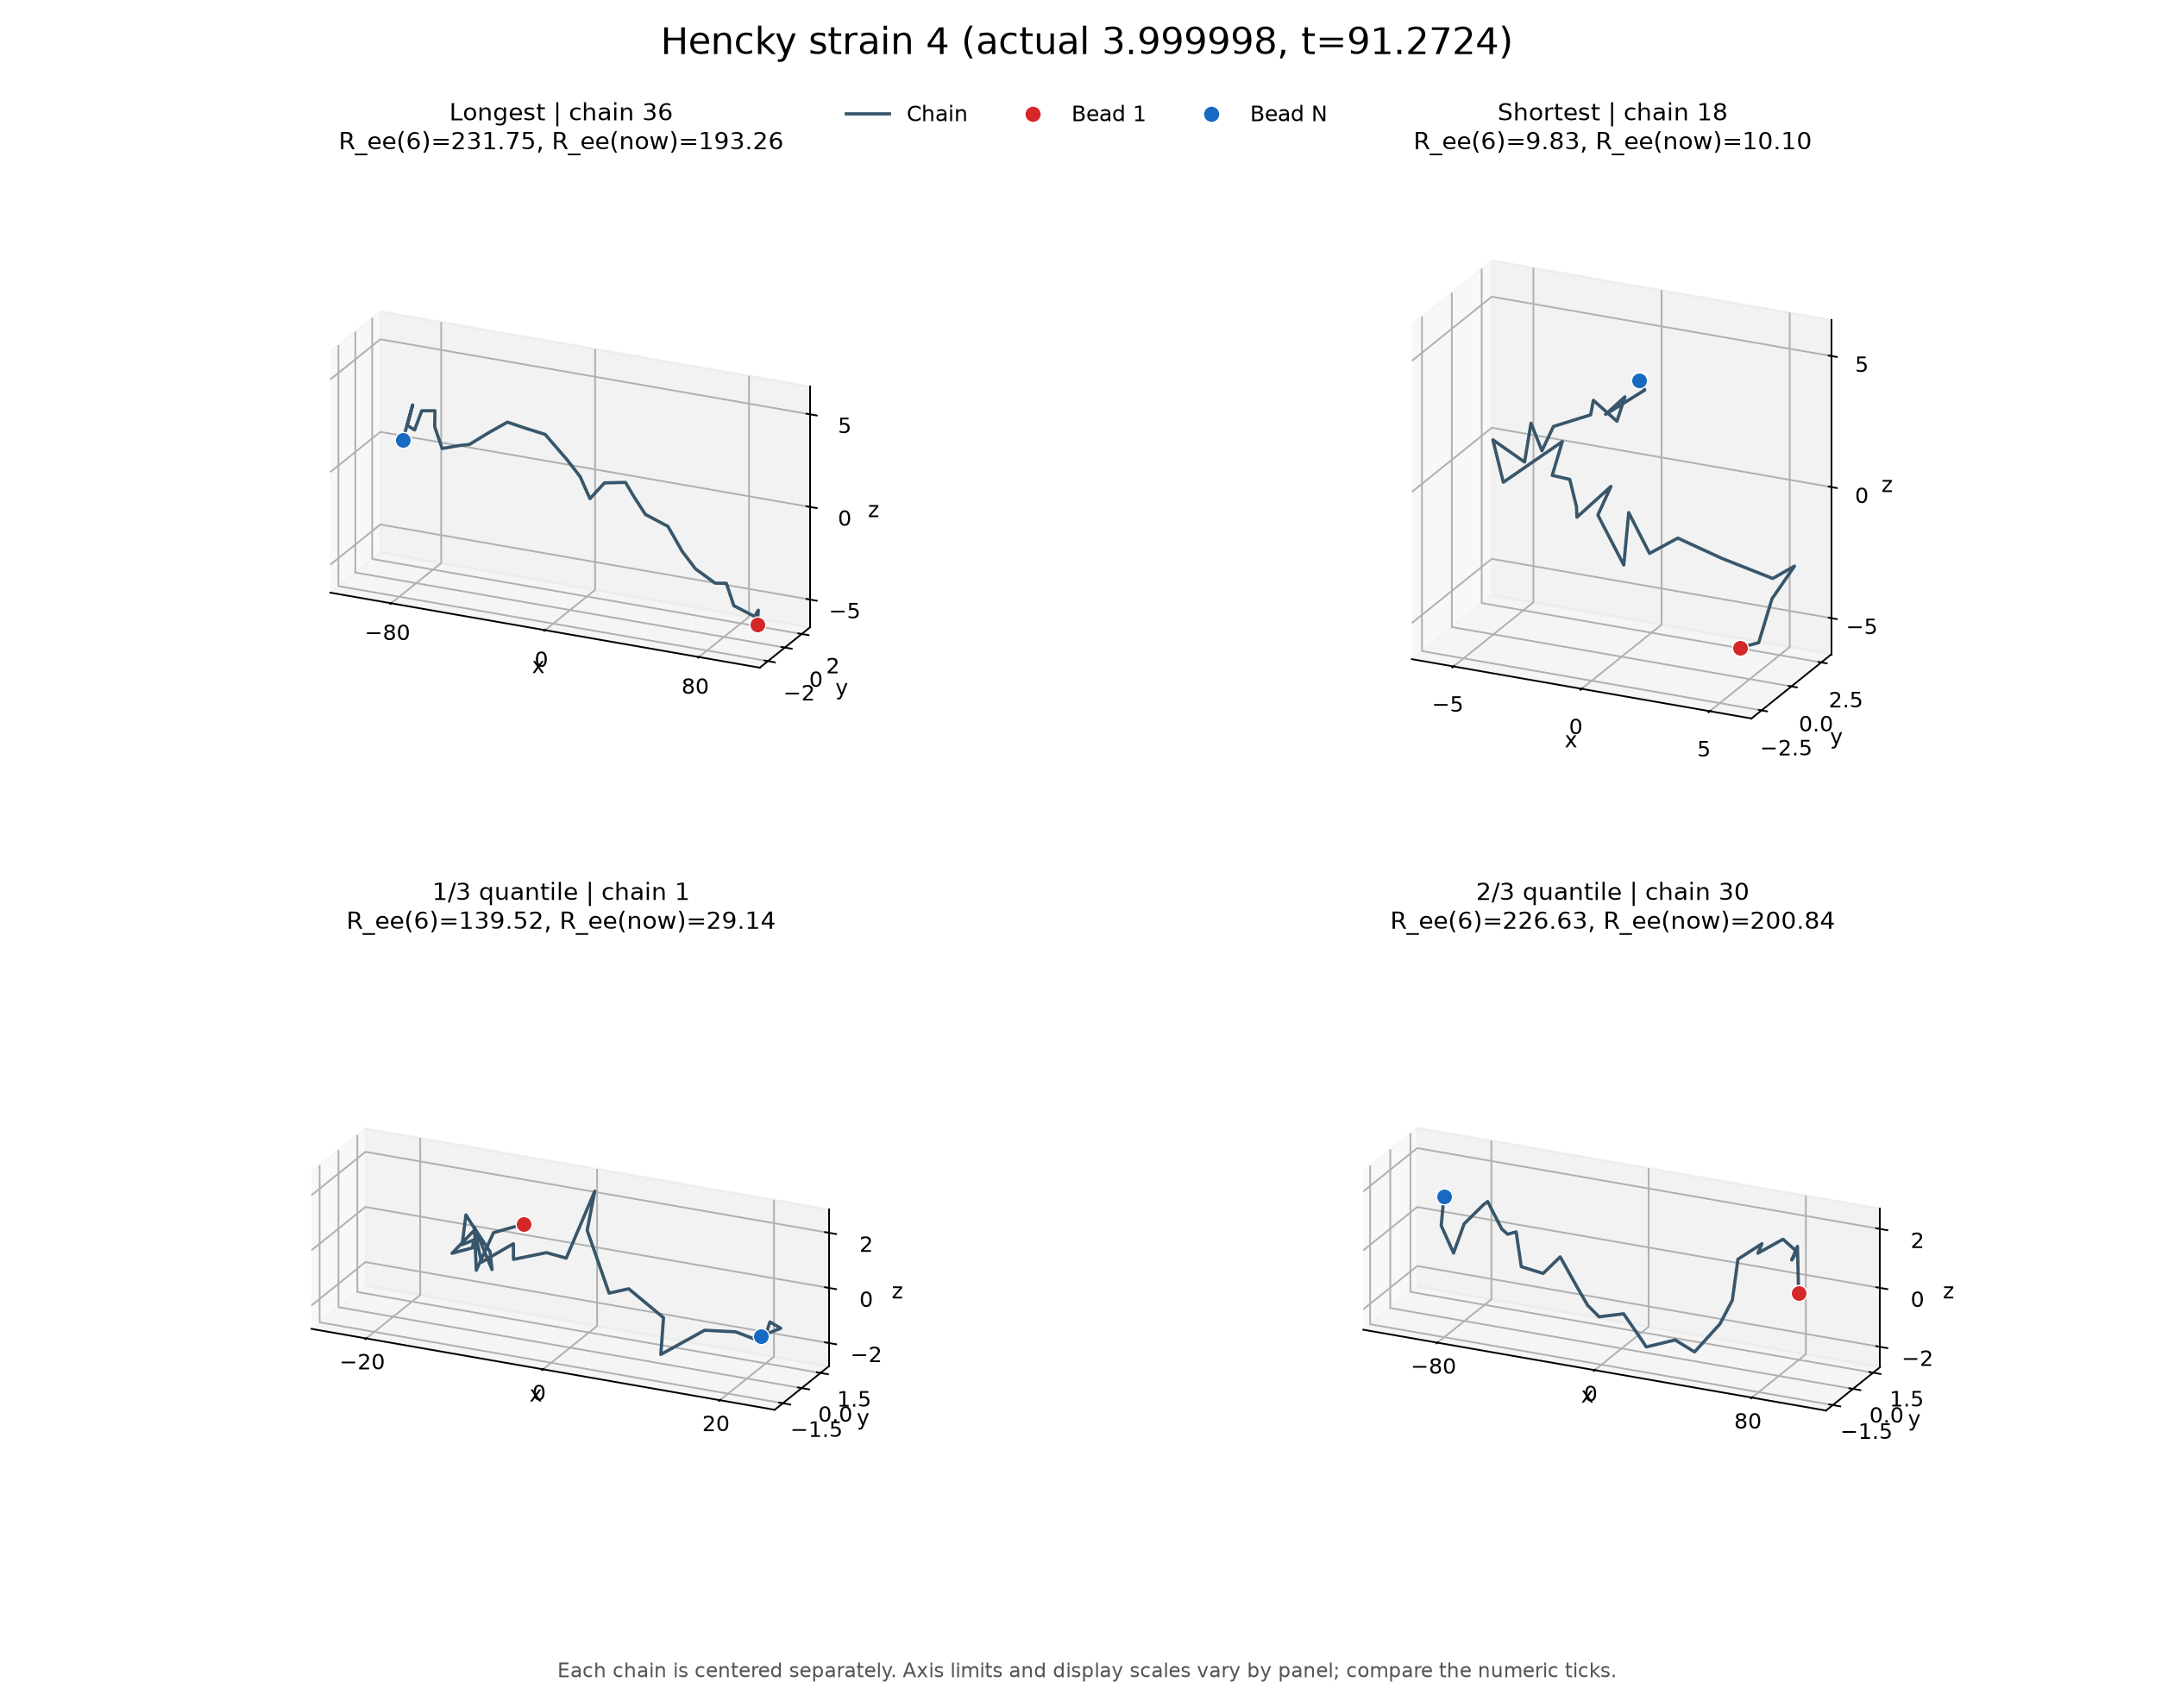 Hencky strain 4 (actual 3.999998, t=91.2724)
Longest | chain 36
R_ee(6)=231.75, R_ee(now)=193.26
Chain
Bead 1
Bead N
Shortest | chain 18
R_ee(6)=9.83, R_ee(now)=10.10
5
0
−5
z
−80
0
80
x
−2
0
2
y
5
0
−5
z
−5
0
5
x
−2.5
0.0
2.5
y
1/3 quantile | chain 1
R_ee(6)=139.52, R_ee(now)=29.14
2/3 quantile | chain 30
R_ee(6)=226.63, R_ee(now)=200.84
2
0
−2
z
−20
0
20
x
−1.5
0.0
1.5
y
2
0
−2
z
−80
0
80
x
−1.5
0.0
1.5
y
Each chain is centered separately. Axis limits and display scales vary by panel; compare the numeric ticks.